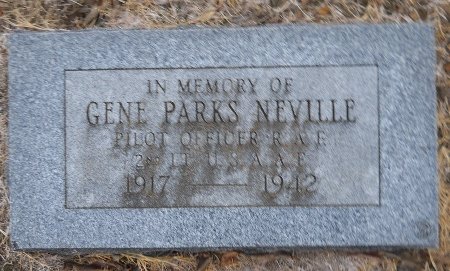 IN MEMORY OF
GENE PARKS NEVILLE
PILOT OFFICER R.A.F.
2ND LT. U.S.A.A.F.
1917 — 1942